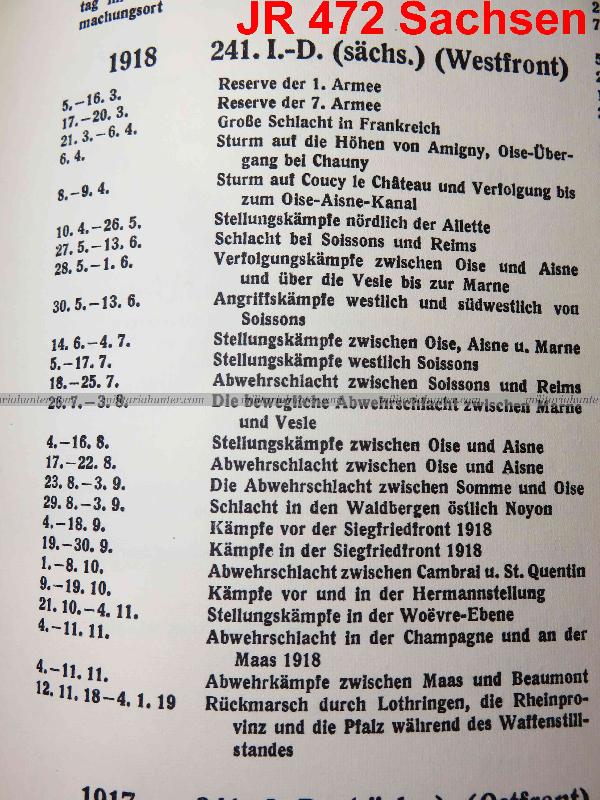 JR 472 Sachsen
tag
machungsort
1918 241. I.-D. (sächs.) (Westfront)
5.–16. 3. Reserve der 1. Armee
17.–20. 3. Reserve der 7. Armee
21. 3.–6. 4. Große Schlacht in Frankreich
6. 4. Sturm auf die Höhen von Amigny, Oise-Über-
gang bei Chauny
8.–9. 4. Sturm auf Coucy le Château und Verfolgung bis
zum Oise-Aisne-Kanal
10. 4.–26. 5. Stellungskämpfe nördlich der Ailette
27. 5.–13. 6. Schlacht bei Soissons und Reims
28. 5.–1. 6. Verfolgungskämpfe zwischen Oise und Aisne
und über die Vesle bis zur Marne
30. 5.–13. 6. Angriffskämpfe westlich und südwestlich von
Soissons
14. 6.–4. 7. Stellungskämpfe zwischen Oise, Aisne u. Marne
5.–17. 7. Stellungskämpfe westlich Soissons
18.–25. 7. Abwehrschlacht zwischen Soissons und Reims
26. 7.–3. 8. Die bewegliche Abwehrschlacht zwischen Marne
und Vesle
4.–16. 8. Stellungskämpfe zwischen Oise und Aisne
17.–22. 8. Abwehrschlacht zwischen Oise und Aisne
23. 8.–3. 9. Die Abwehrschlacht zwischen Somme und Oise
29. 8.–3. 9. Schlacht in den Waldbergen östlich Noyon
4.–18. 9. Kämpfe vor der Siegfriedfront 1918
19.–30. 9. Kämpfe in der Siegfriedfront 1918
1.–8. 10. Abwehrschlacht zwischen Cambrai u. St. Quentin
9.–19. 10. Kämpfe vor und in der Hermannstellung
21. 10.–4. 11. Stellungskämpfe in der Woëvre-Ebene
4.–11. 11. Abwehrschlacht in der Champagne und an der
Maas 1918
4.–11. 11. Abwehrkämpfe zwischen Maas und Beaumont
12. 11. 18–4. 1. 19 Rückmarsch durch Lothringen, die Rheinpro-
vinz und die Pfalz während des Waffenstill-
standes
1917